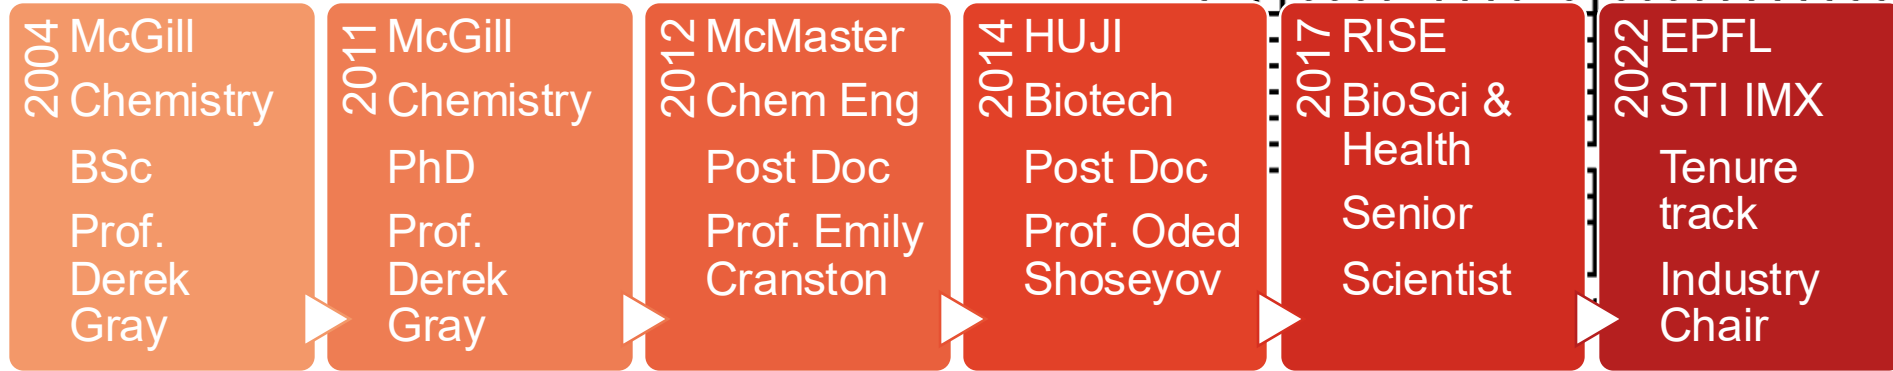 2004
McGill
Chemistry
BSc
Prof.
Derek
Gray
2011
McGill
Chemistry
PhD
Prof.
Derek
Gray
2012
McMaster
Chem Eng
Post Doc
Prof. Emily
Cranston
2014
HUJI
Biotech
Post Doc
Prof. Oded
Shoseyov
2017
RISE
BioSci &
Health
Senior
Scientist
2022
EPFL
STI IMX
Tenure
track
Industry
Chair